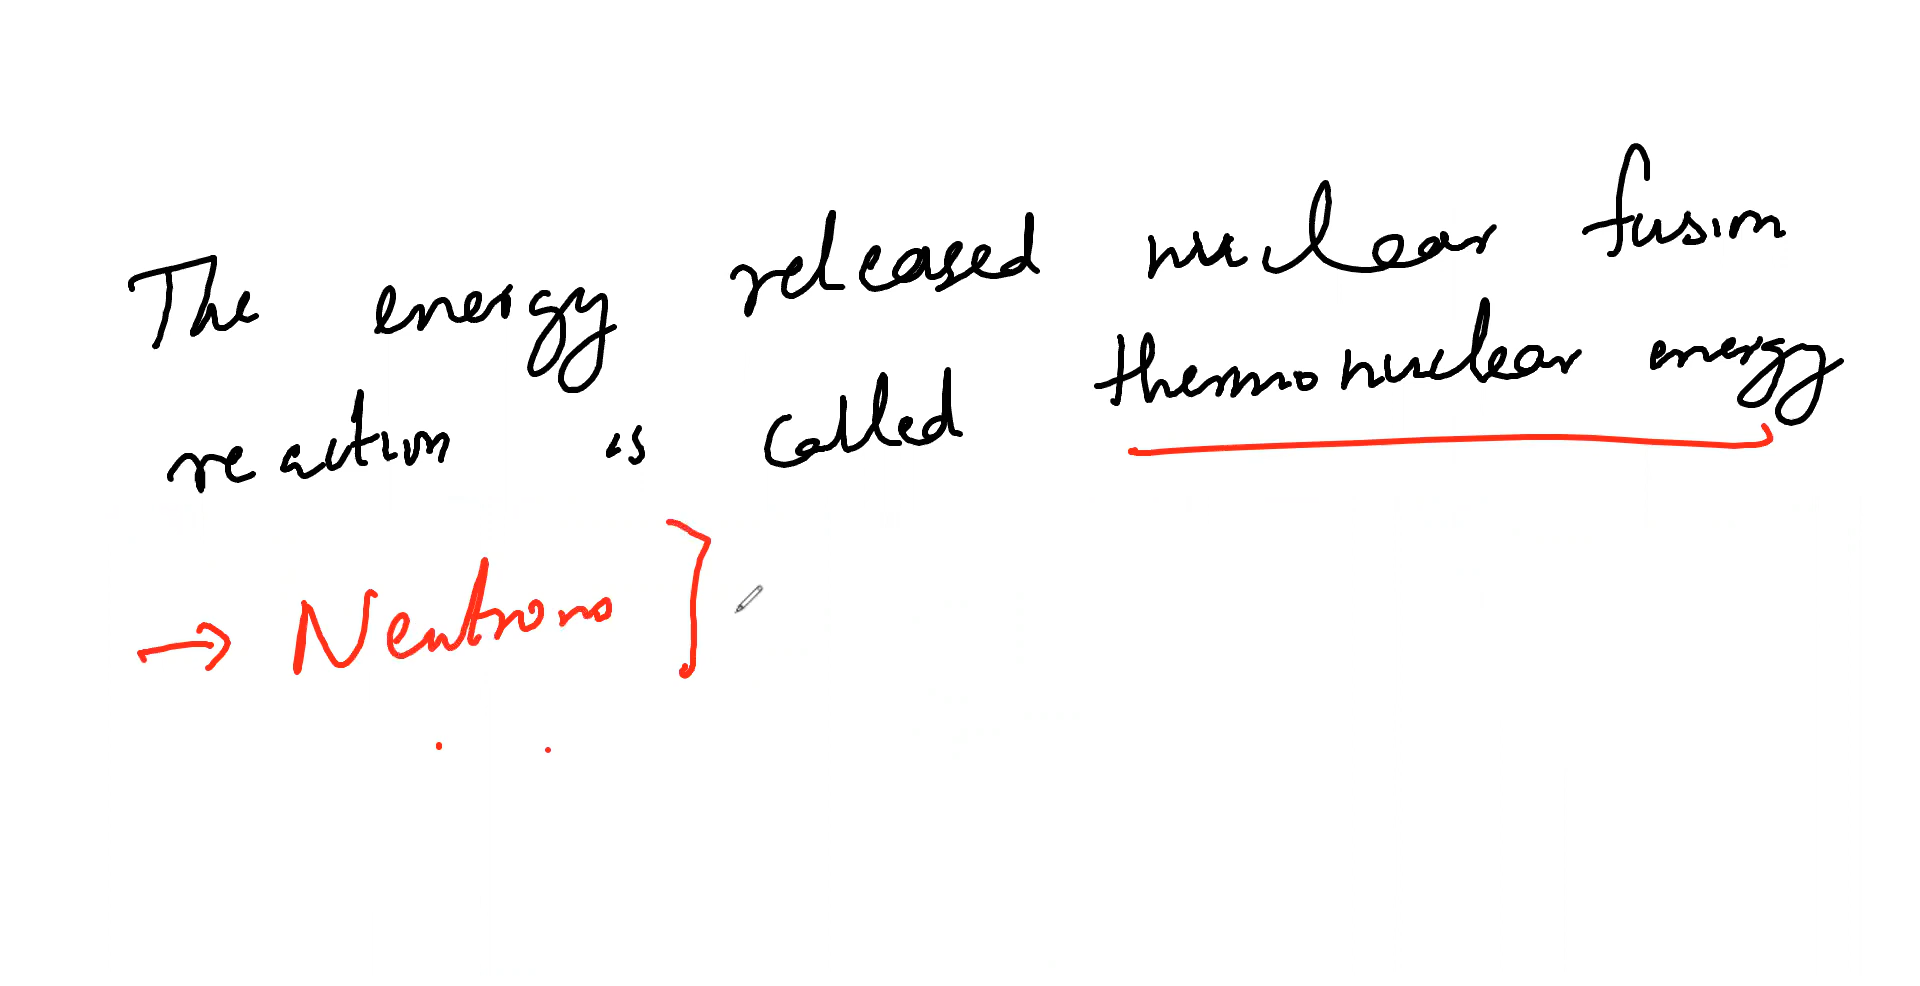 The energy released nuclear fusion
reaction is called thermonuclear energy
→ Neutrons ]